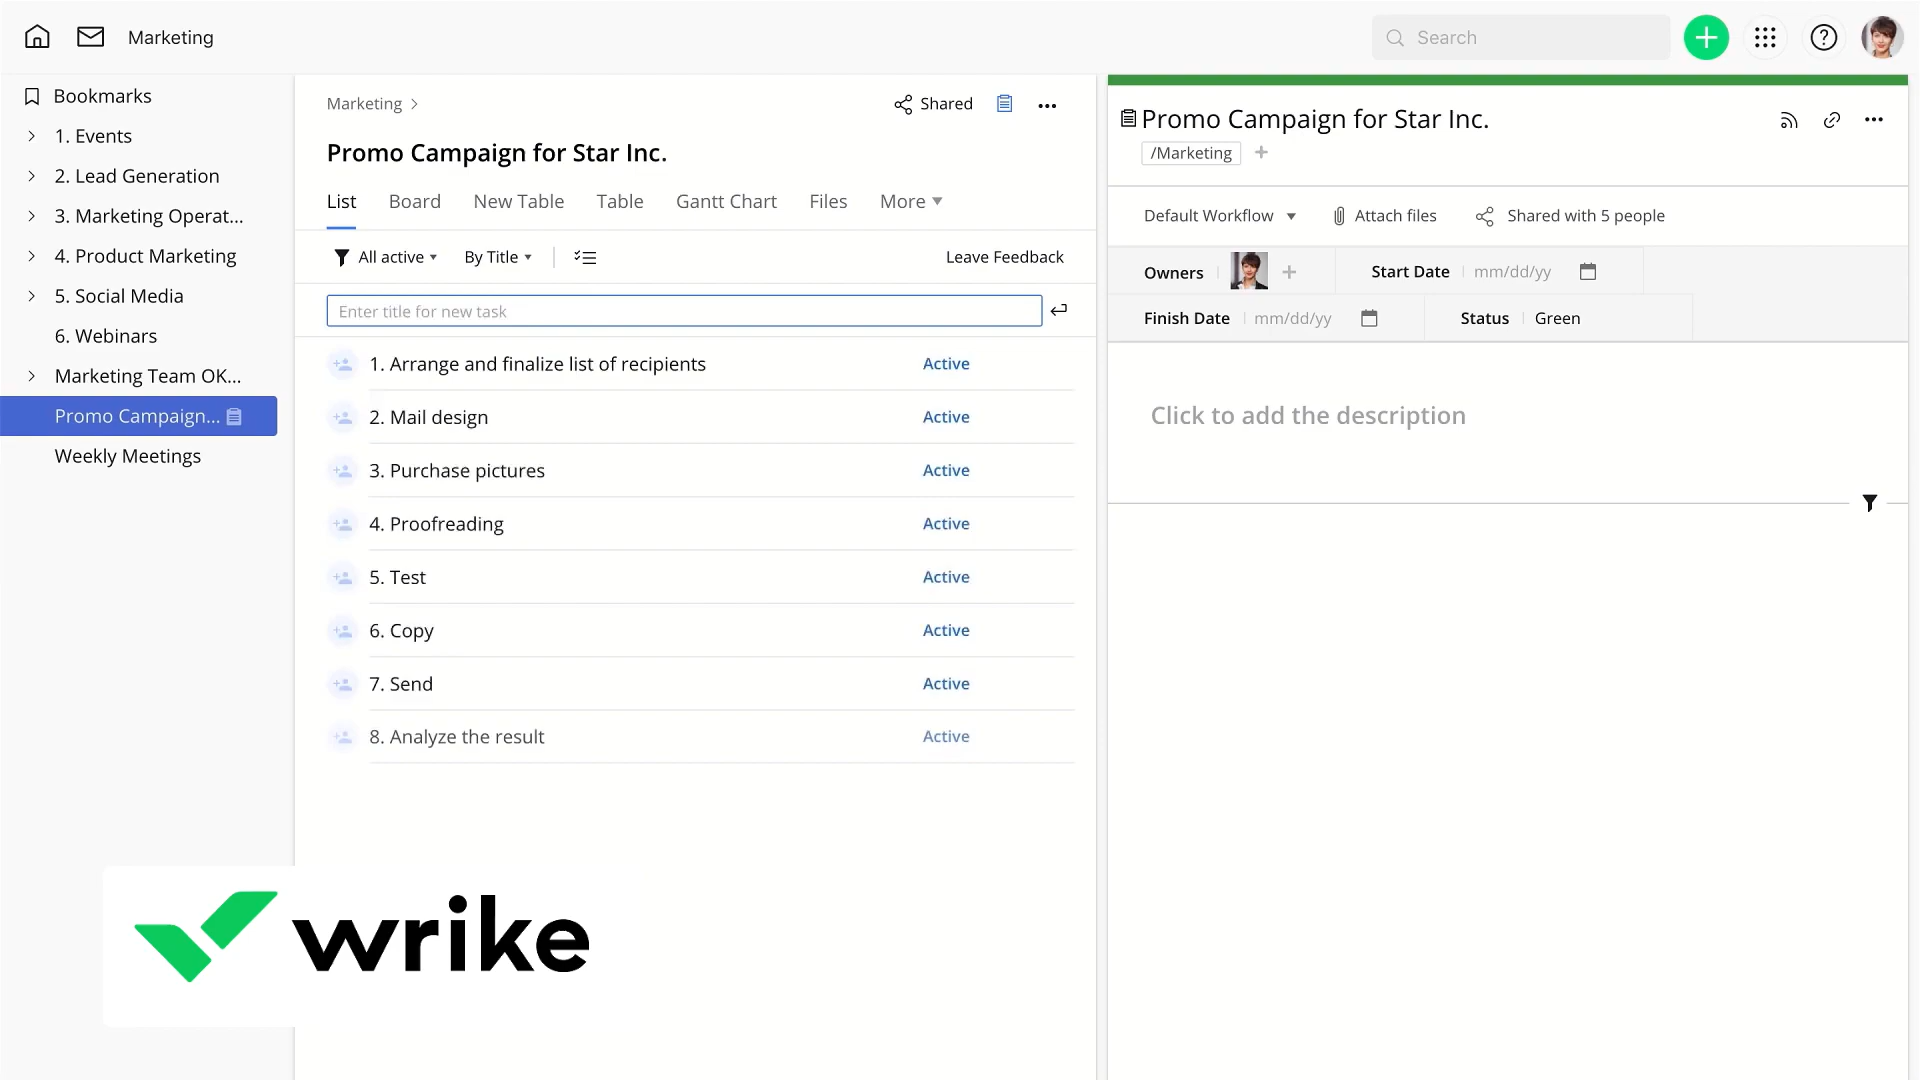 Marketing
Search
Bookmarks
1. Events
2. Lead Generation
3. Marketing Operat...
4. Product Marketing
5. Social Media
6. Webinars
Marketing Team OK...
Promo Campaign...
Weekly Meetings
Marketing
Shared
Promo Campaign for Star Inc.
List
Board
New Table
Table
Gantt Chart
Files
More
All active
By Title
Leave Feedback
Enter title for new task
1. Arrange and finalize list of recipients Active
2. Mail design Active
3. Purchase pictures Active
4. Proofreading Active
5. Test Active
6. Copy Active
7. Send Active
8. Analyze the result Active
Promo Campaign for Star Inc.
/Marketing
Default Workflow
Attach files
Shared with 5 people
Owners
Start Date mm/dd/yy
Finish Date mm/dd/yy
Status Green
Click to add the description
wrike